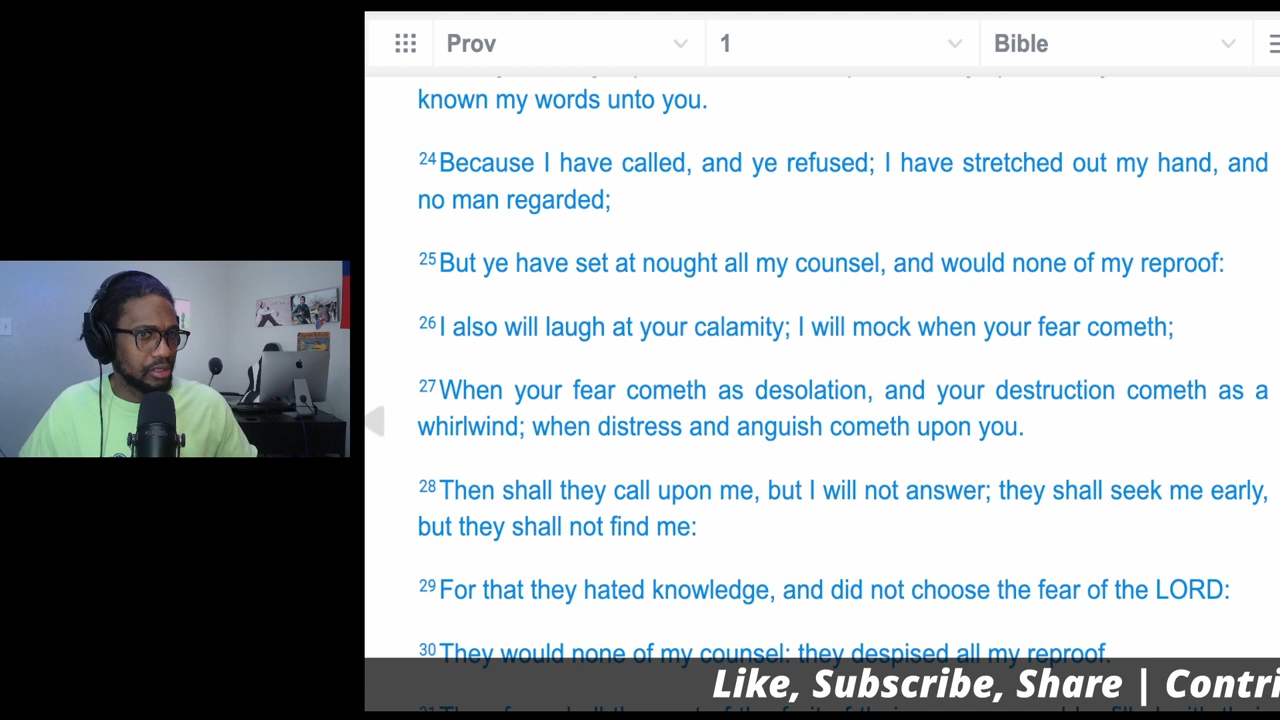 Prov
1
Bible
known my words unto you.
24 Because I have called, and ye refused; I have stretched out my hand, and
no man regarded;
25 But ye have set at nought all my counsel, and would none of my reproof:
26 I also will laugh at your calamity; I will mock when your fear cometh;
27 When your fear cometh as desolation, and your destruction cometh as a
whirlwind; when distress and anguish cometh upon you.
28 Then shall they call upon me, but I will not answer; they shall seek me early,
but they shall not find me:
29 For that they hated knowledge, and did not choose the fear of the LORD:
30 They would none of my counsel: they despised all my reproof.
Like, Subscribe, Share | Contri